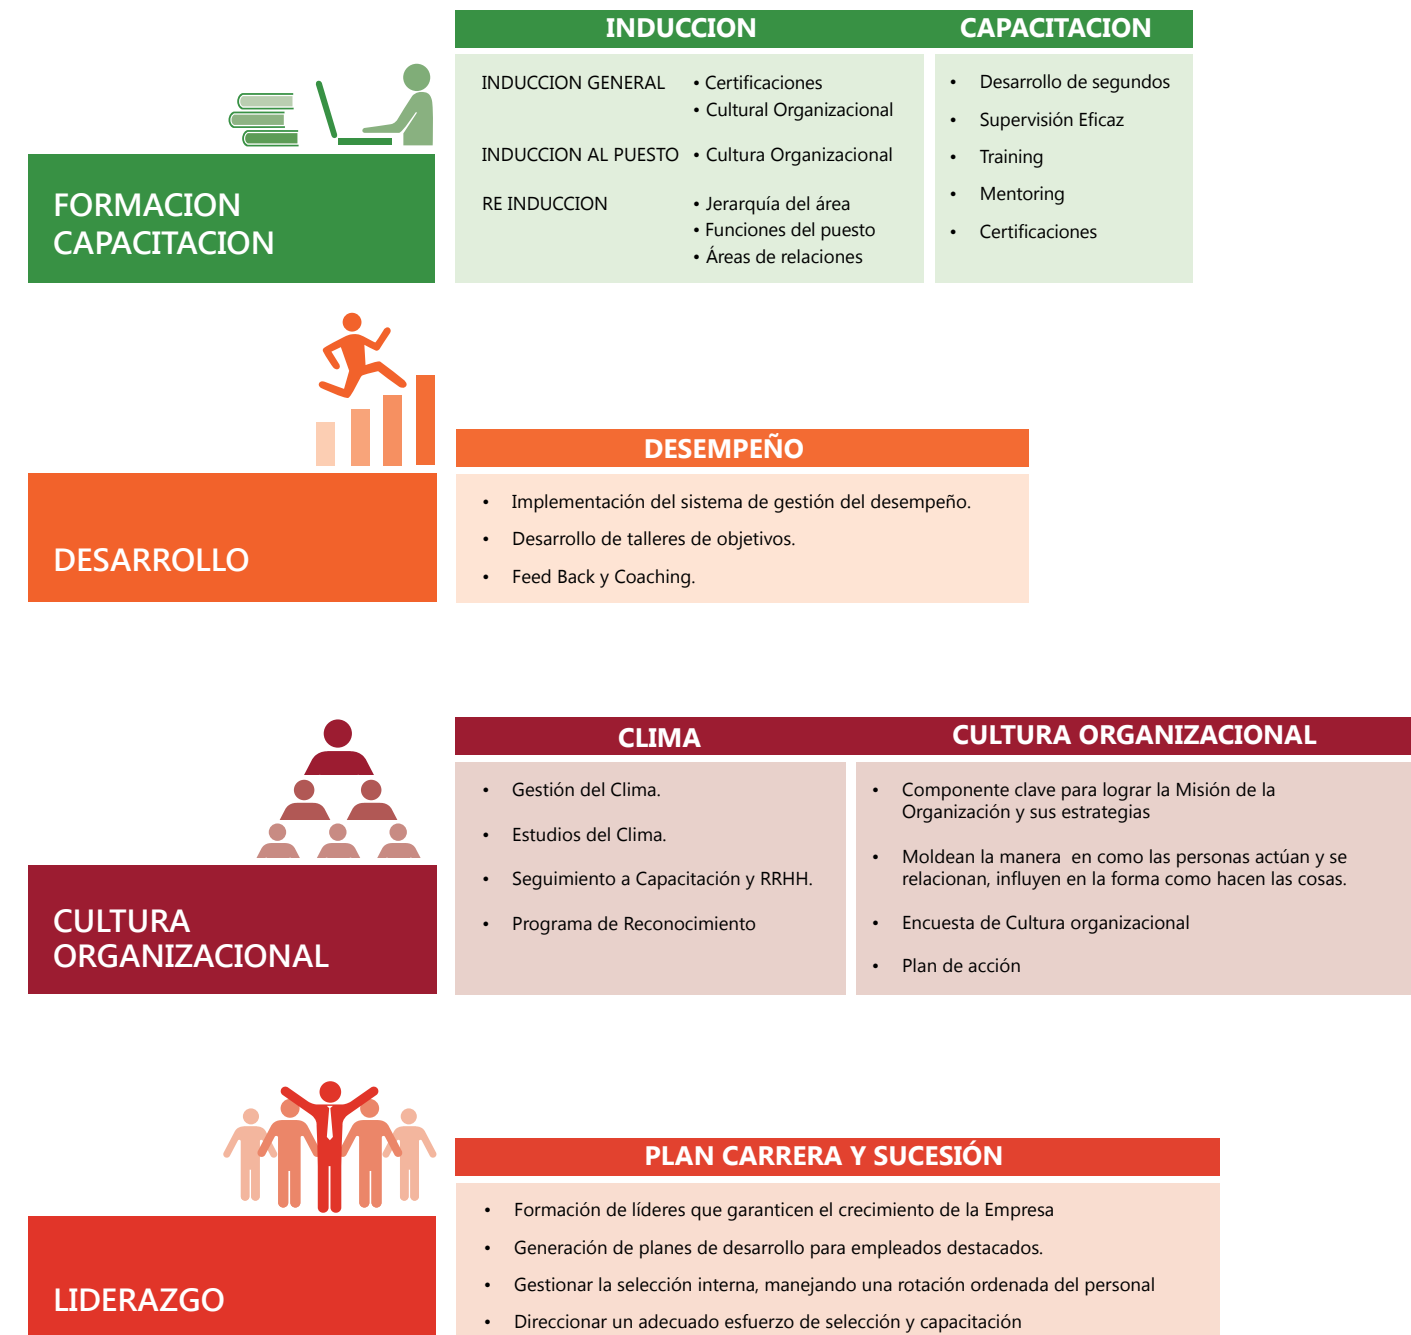 INDUCCION
CAPACITACION
FORMACION
CAPACITACION
INDUCCION GENERAL • Certificaciones
• Cultural Organizacional
INDUCCION AL PUESTO • Cultura Organizacional
RE INDUCCION • Jerarquía del área
• Funciones del puesto
• Áreas de relaciones
• Desarrollo de segundos
• Supervisión Eficaz
• Training
• Mentoring
• Certificaciones
DESARROLLO
DESEMPEÑO
• Implementación del sistema de gestión del desempeño.
• Desarrollo de talleres de objetivos.
• Feed Back y Coaching.
CULTURA
ORGANIZACIONAL
CLIMA
• Gestión del Clima.
• Estudios del Clima.
• Seguimiento a Capacitación y RRHH.
• Programa de Reconocimiento
CULTURA ORGANIZACIONAL
• Componente clave para lograr la Misión de la
Organización y sus estrategias
• Moldean la manera  en como las personas actúan y se
relacionan, influyen en la forma como hacen las cosas.
• Encuesta de Cultura organizacional
• Plan de acción
LIDERAZGO
PLAN CARRERA Y SUCESIÓN
• Formación de líderes que garanticen el crecimiento de la Empresa
• Generación de planes de desarrollo para empleados destacados.
• Gestionar la selección interna, manejando una rotación ordenada del personal
• Direccionar un adecuado esfuerzo de selección y capacitación